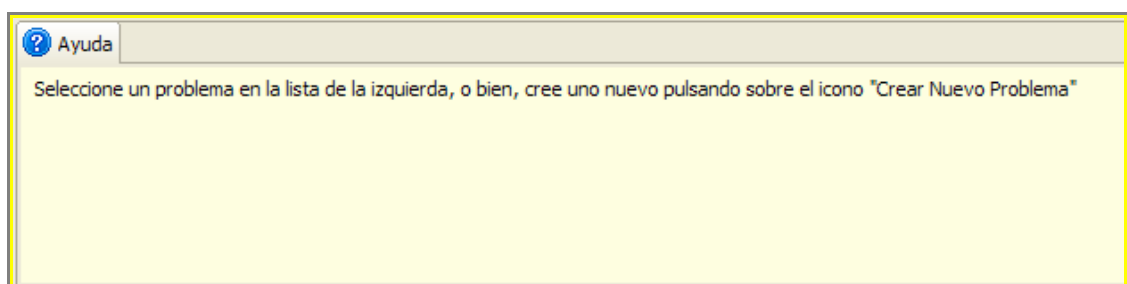 Ayuda
Seleccione un problema en la lista de la izquierda, o bien, cree uno nuevo pulsando sobre el icono "Crear Nuevo Problema"